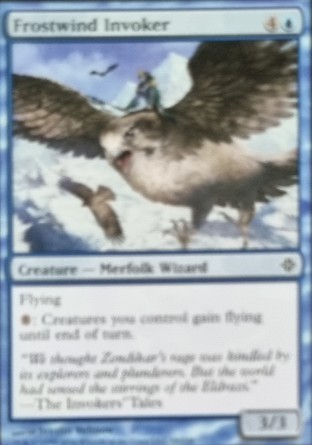 Frostwind Invoker 4
Creature — Merfolk Wizard
Flying
8: Creatures you control gain flying
until end of turn.
"We thought Zendikar's rage was kindled by
its explorers and plunderers. But the world
had sensed the stirrings of the Eldrazi."
—The Invokers' Tales
3/3